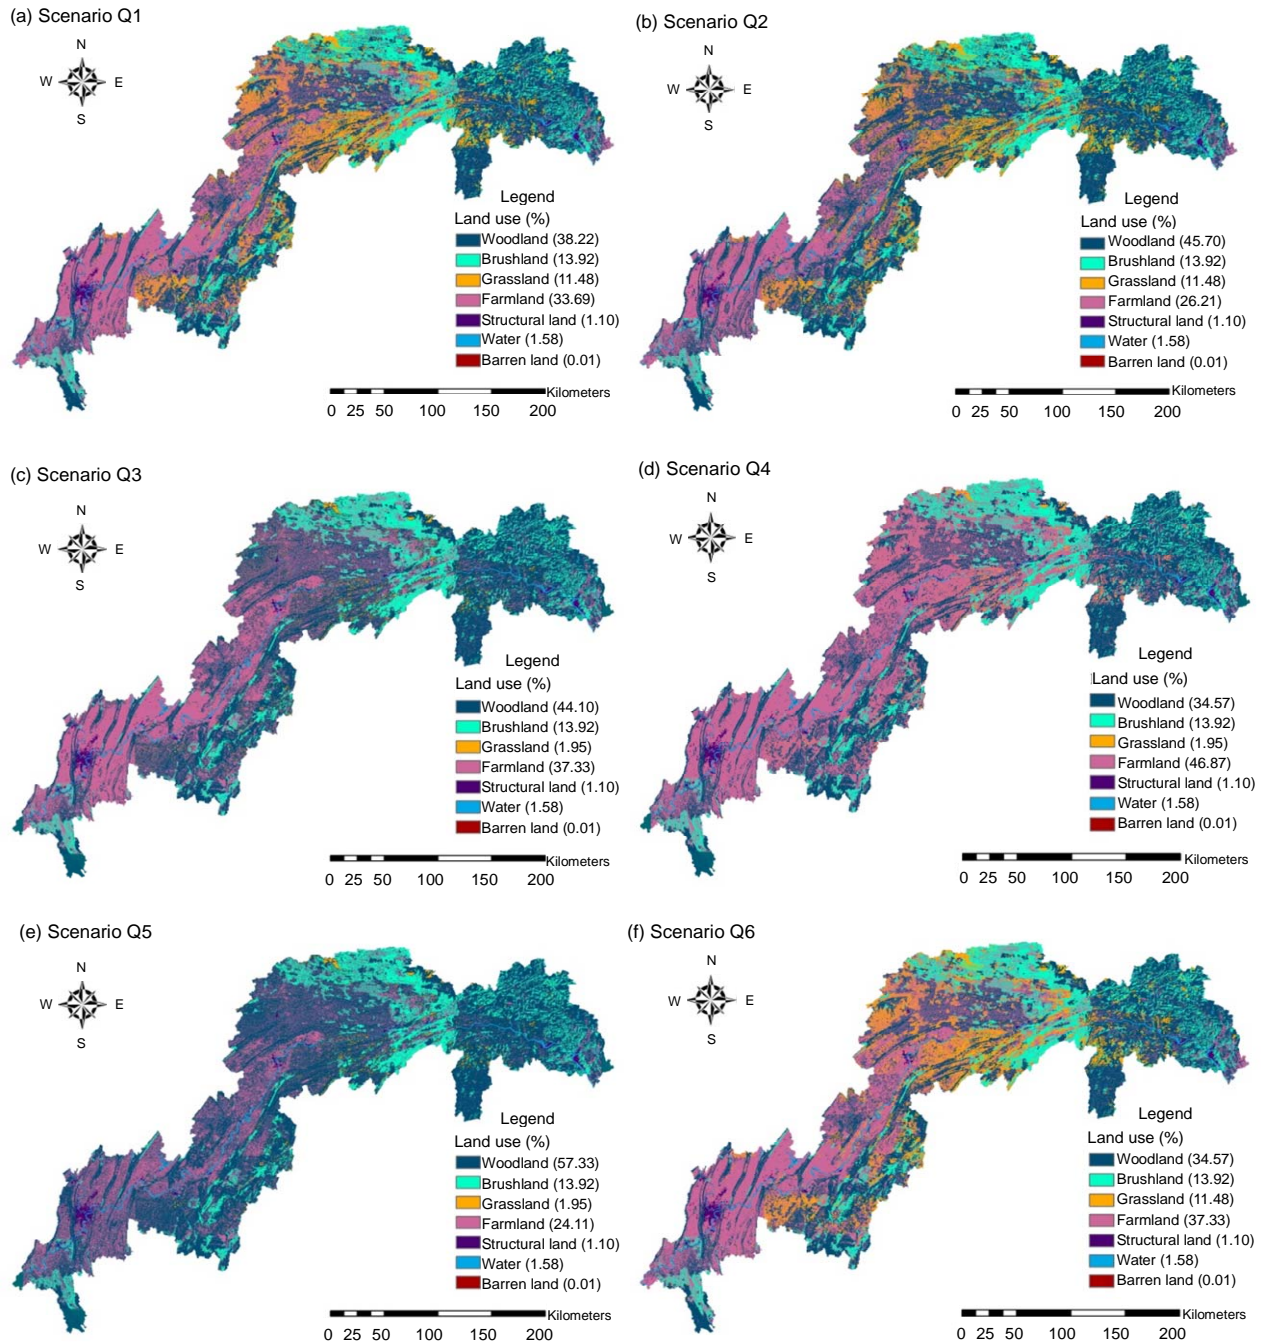 (a) Scenario Q1
N
W E
S
Legend
Land use (%)
Woodland (38.22)
Brushland (13.92)
Grassland (11.48)
Farmland (33.69)
Structural land (1.10)
Water (1.58)
Barren land (0.01)
Kilometers
0 25 50 100 150 200
(b) Scenario Q2
N
W E
S
Legend
Land use (%)
Woodland (45.70)
Brushland (13.92)
Grassland (11.48)
Farmland (26.21)
Structural land (1.10)
Water (1.58)
Barren land (0.01)
Kilometers
0 25 50 100 150 200
(c) Scenario Q3
N
W E
S
Legend
Land use (%)
Woodland (44.10)
Brushland (13.92)
Grassland (1.95)
Farmland (37.33)
Structural land (1.10)
Water (1.58)
Barren land (0.01)
Kilometers
0 25 50 100 150 200
(d) Scenario Q4
N
W E
S
Legend
Land use (%)
Woodland (34.57)
Brushland (13.92)
Grassland (1.95)
Farmland (46.87)
Structural land (1.10)
Water (1.58)
Barren land (0.01)
Kilometers
0 25 50 100 150 200
(e) Scenario Q5
N
W E
S
Legend
Land use (%)
Woodland (57.33)
Brushland (13.92)
Grassland (1.95)
Farmland (24.11)
Structural land (1.10)
Water (1.58)
Barren land (0.01)
Kilometers
0 25 50 100 150 200
(f) Scenario Q6
N
W E
S
Legend
Land use (%)
Woodland (34.57)
Brushland (13.92)
Grassland (11.48)
Farmland (37.33)
Structural land (1.10)
Water (1.58)
Barren land (0.01)
Kilometers
0 25 50 100 150 200